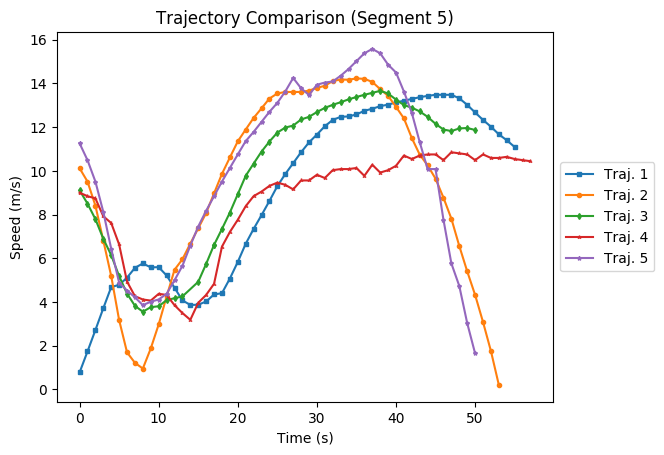 Trajectory Comparison (Segment 5)
Speed (m/s)
16
14
12
10
8
6
4
2
0
0 10 20 30 40 50
Time (s)
Traj. 1
Traj. 2
Traj. 3
Traj. 4
Traj. 5